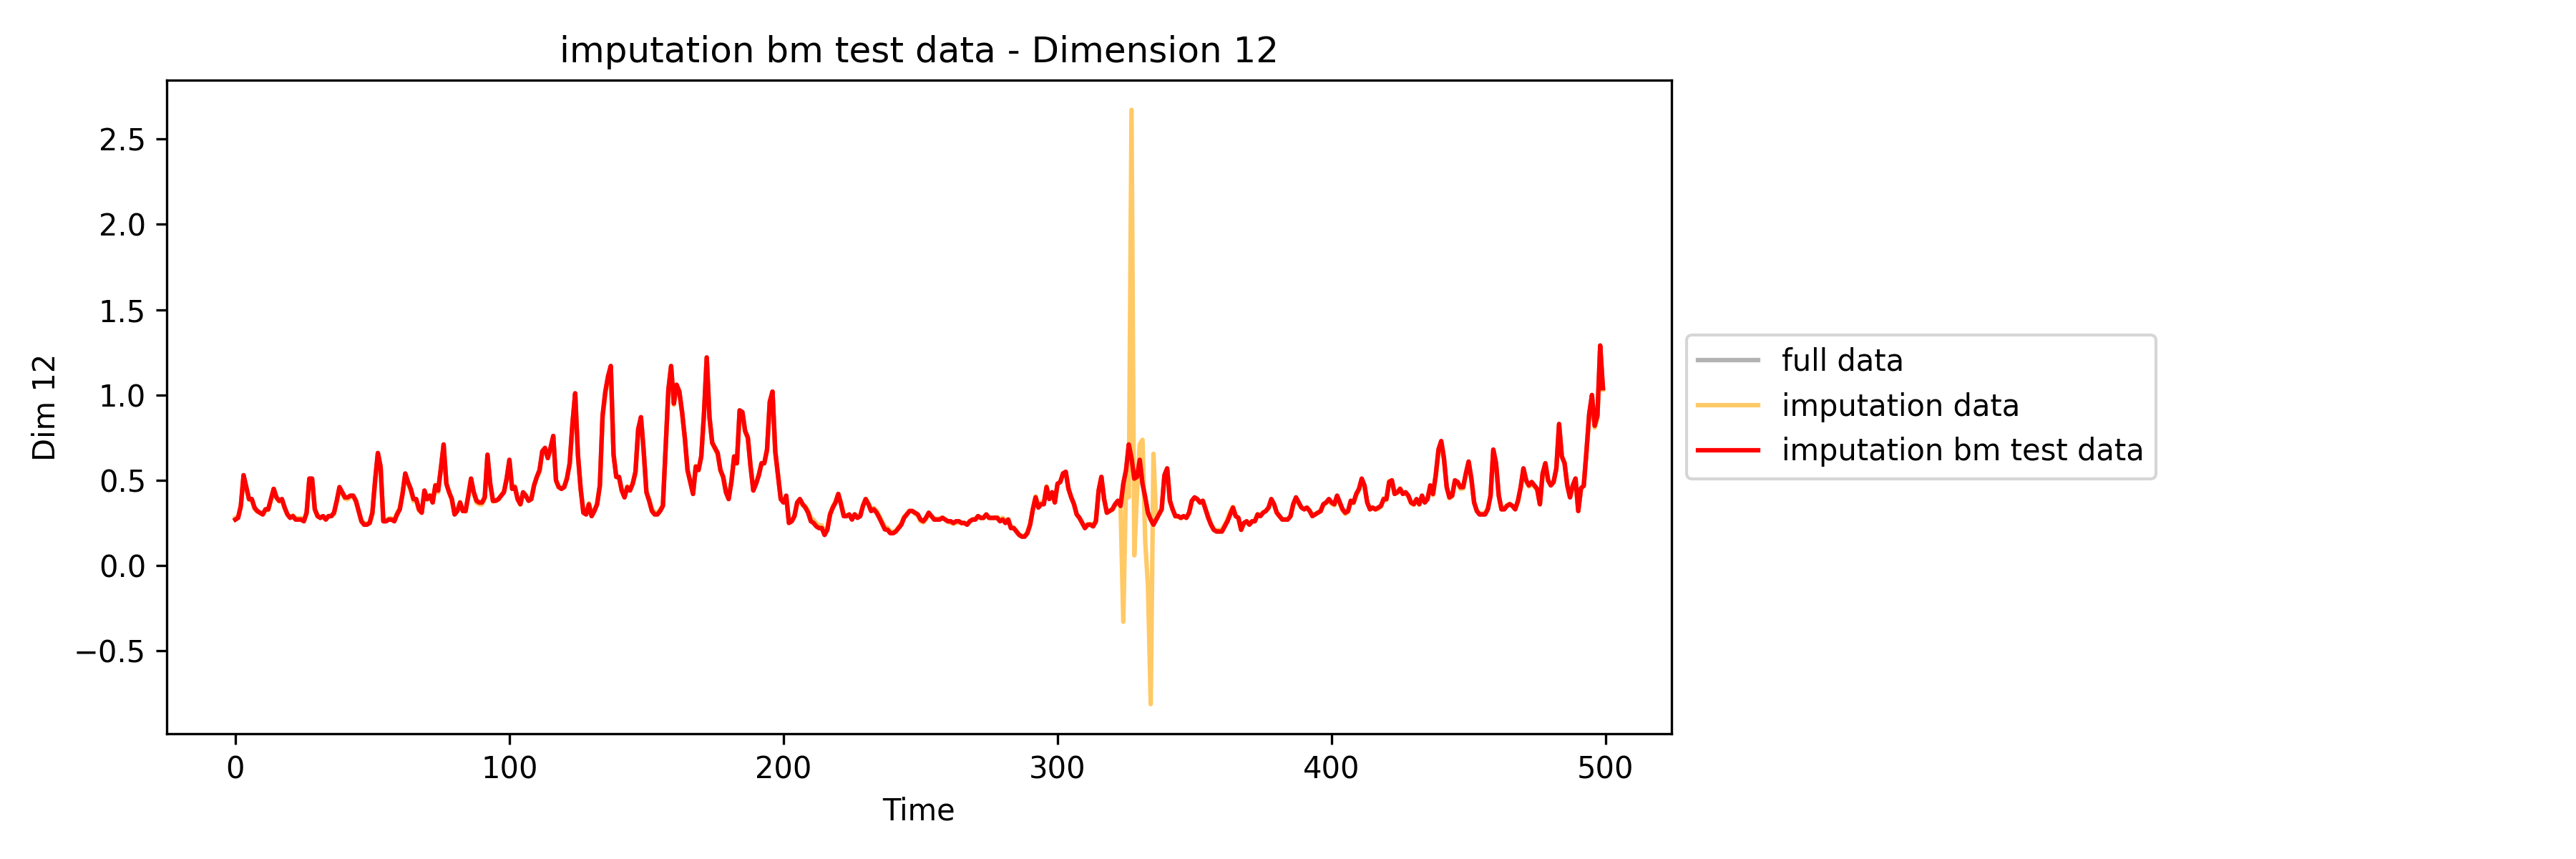 imputation bm test data - Dimension 12
2.5
2.0
1.5
1.0
0.5
0.0
−0.5
Dim 12
0 100 200 300 400 500
Time
full data
imputation data
imputation bm test data